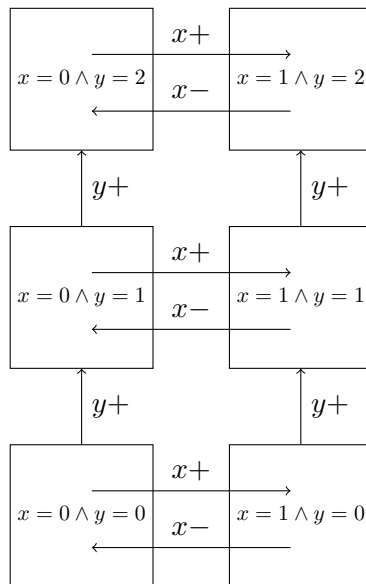 x+
x = 0 ∧ y = 2 x = 1 ∧ y = 2
x−
y+ y+
x+
x = 0 ∧ y = 1 x = 1 ∧ y = 1
x−
y+ y+
x+
x = 0 ∧ y = 0 x = 1 ∧ y = 0
x−